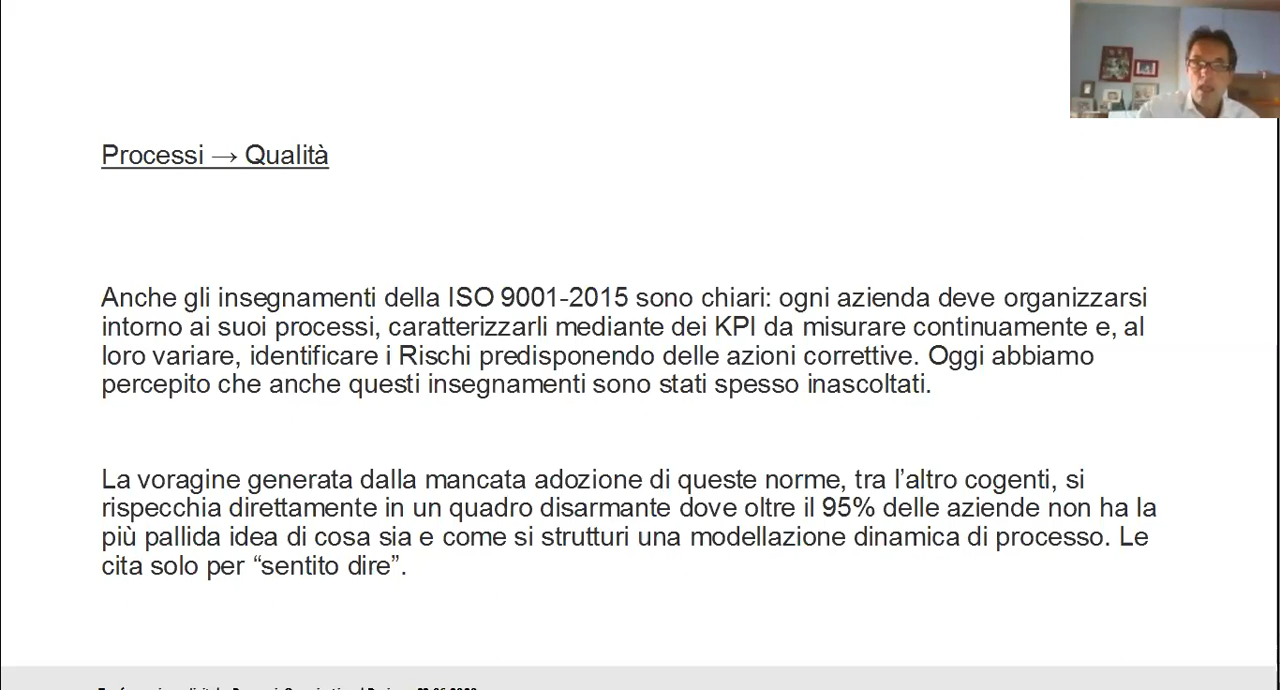 Processi → Qualità
Anche gli insegnamenti della ISO 9001-2015 sono chiari: ogni azienda deve organizzarsi
intorno ai suoi processi, caratterizzarli mediante dei KPI da misurare continuamente e, al
loro variare, identificare i Rischi predisponendo delle azioni correttive. Oggi abbiamo
percepito che anche questi insegnamenti sono stati spesso inascoltati.
La voragine generata dalla mancata adozione di queste norme, tra l’altro cogenti, si
rispecchia direttamente in un quadro disarmante dove oltre il 95% delle aziende non ha la
più pallida idea di cosa sia e come si strutturi una modellazione dinamica di processo. Le
cita solo per “sentito dire”.